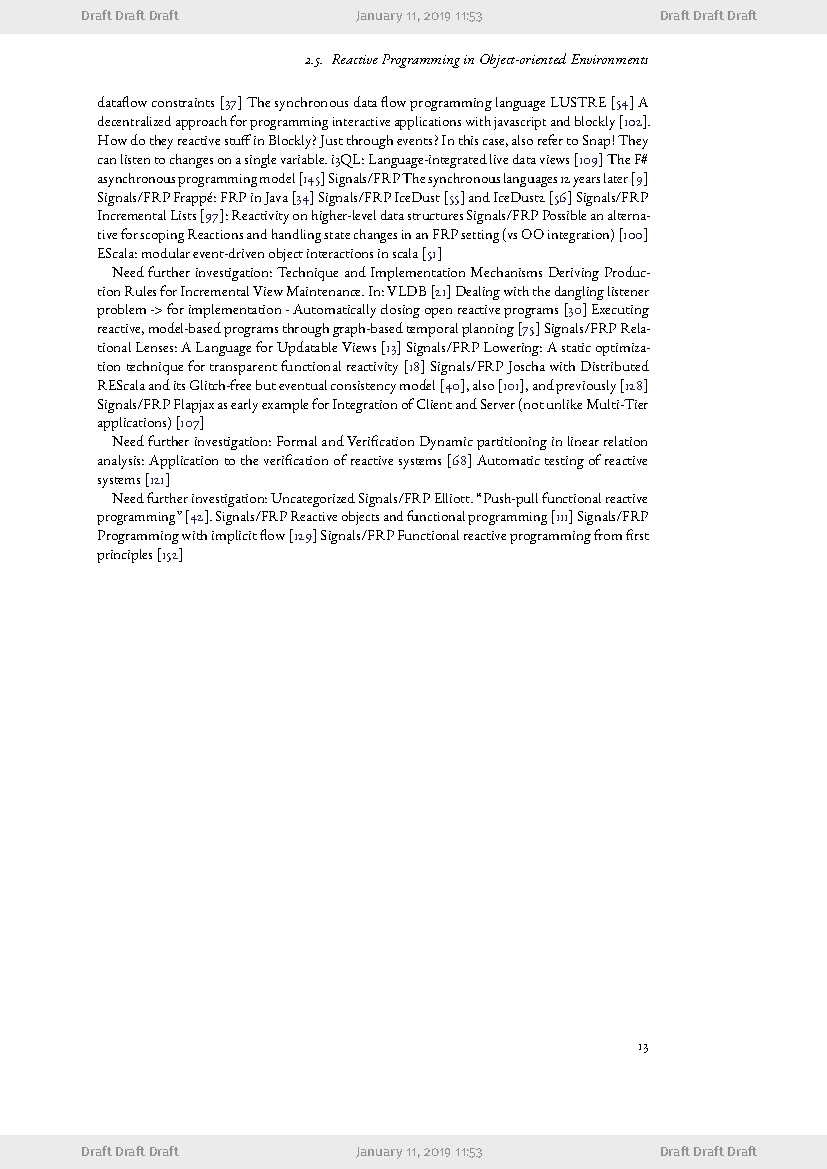 Draft Draft Draft January 11, 2019 11:53 Draft Draft Draft
2.5. Reactive Programming in Object-oriented Environments
dataflow constraints [37] The synchronous data flow programming language LUSTRE [54] A
decentralized approach for programming interactive applications with javascript and blockly [102].
How do they reactive stuff in Blockly? Just through events? In this case, also refer to Snap! They
can listen to changes on a single variable. i3QL: Language-integrated live data views [109] The F#
asynchronous programming model [145] Signals/FRP The synchronous languages 12 years later [9]
Signals/FRP Frappé: FRP in Java [34] Signals/FRP IceDust [55] and IceDust2 [56] Signals/FRP
Incremental Lists [97]: Reactivity on higher-level data structures Signals/FRP Possible an alterna-
tive for scoping Reactions and handling state changes in an FRP setting (vs OO integration) [100]
EScala: modular event-driven object interactions in scala [51]
Need further investigation: Technique and Implementation Mechanisms Deriving Produc-
tion Rules for Incremental View Maintenance. In: VLDB [21] Dealing with the dangling listener
problem -> for implementation - Automatically closing open reactive programs [30] Executing
reactive, model-based programs through graph-based temporal planning [75] Signals/FRP Rela-
tional Lenses: A Language for Updatable Views [13] Signals/FRP Lowering: A static optimiza-
tion technique for transparent functional reactivity [18] Signals/FRP Joscha with Distributed
REScala and its Glitch-free but eventual consistency model [40], also [101], and previously [128]
Signals/FRP Flapjax as early example for Integration of Client and Server (not unlike Multi-Tier
applications) [107]
Need further investigation: Formal and Verification Dynamic partitioning in linear relation
analysis: Application to the verification of reactive systems [68] Automatic testing of reactive
systems [121]
Need further investigation: Uncategorized Signals/FRP Elliott. “Push-pull functional reactive
programming” [42]. Signals/FRP Reactive objects and functional programming [111] Signals/FRP
Programming with implicit flow [129] Signals/FRP Functional reactive programming from first
principles [152]
13
Draft Draft Draft January 11, 2019 11:53 Draft Draft Draft